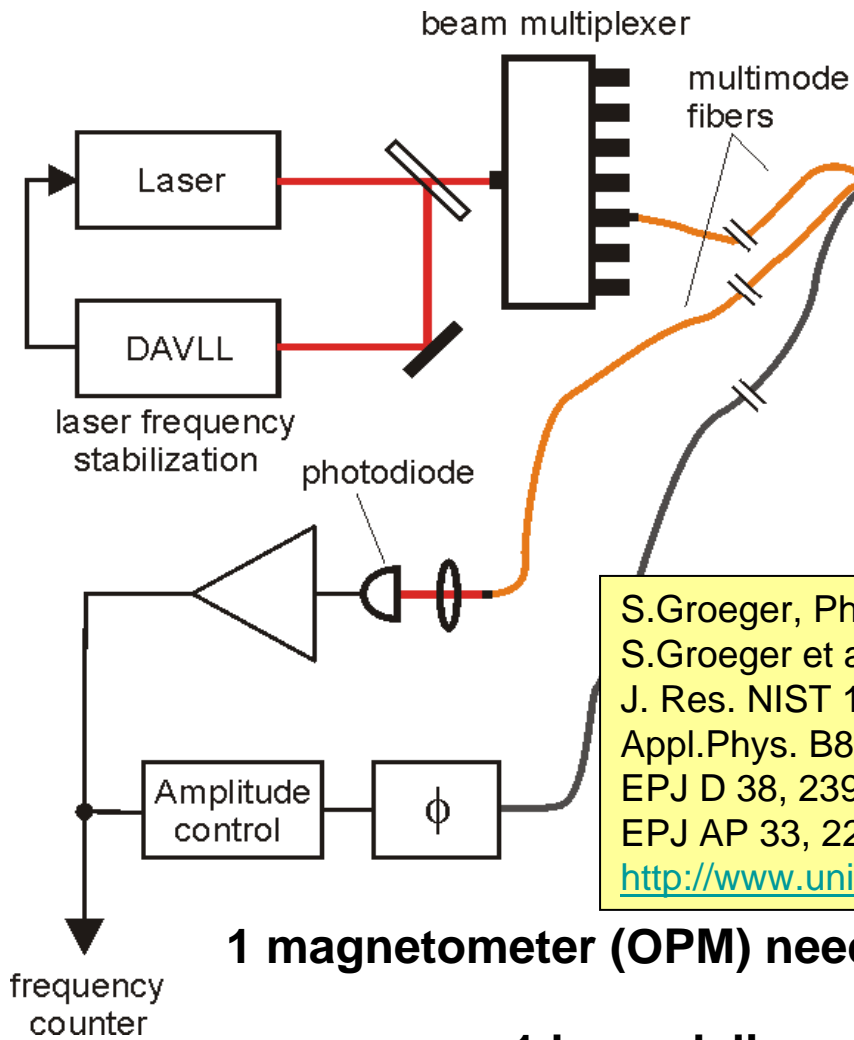 beam multiplexer
multimode
fibers
Laser
DAVLL
laser frequency
stabilization
photodiode
S.Groeger, Ph
S.Groeger et a
J. Res. NIST 1
Appl.Phys. B8
EPJ D 38, 239
EPJ AP 33, 22
http://www.uni
Amplitude
control
ϕ
1 magnetometer (OPM) need
frequency
counter